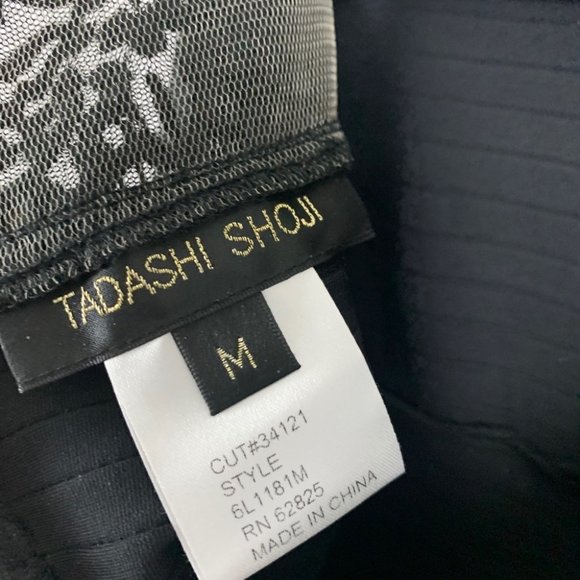 TADASHI SHOJI
M
CUT#34121
STYLE
6L1181M
RN 62825
MADE IN CHINA